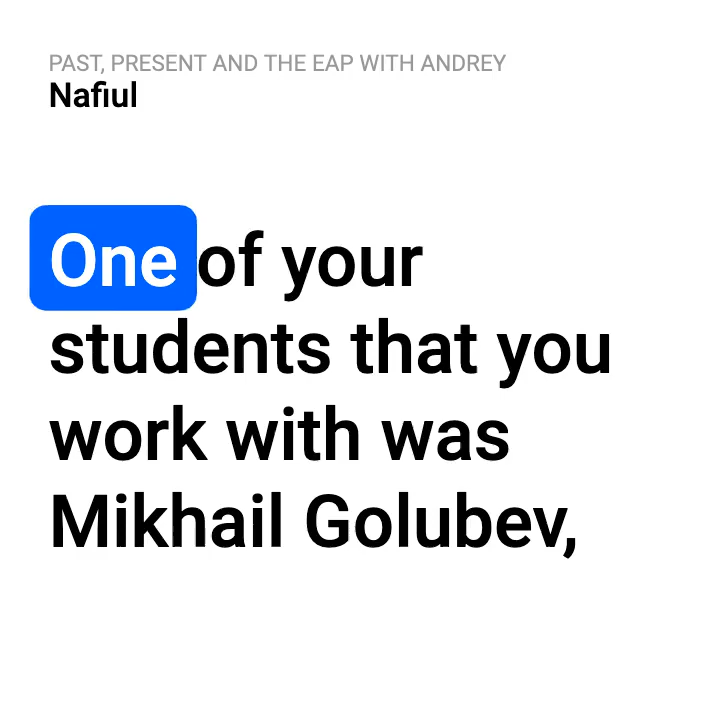 PAST, PRESENT AND THE EAP WITH ANDREY
Nafiul
One of your
students that you
work with was
Mikhail Golubev,